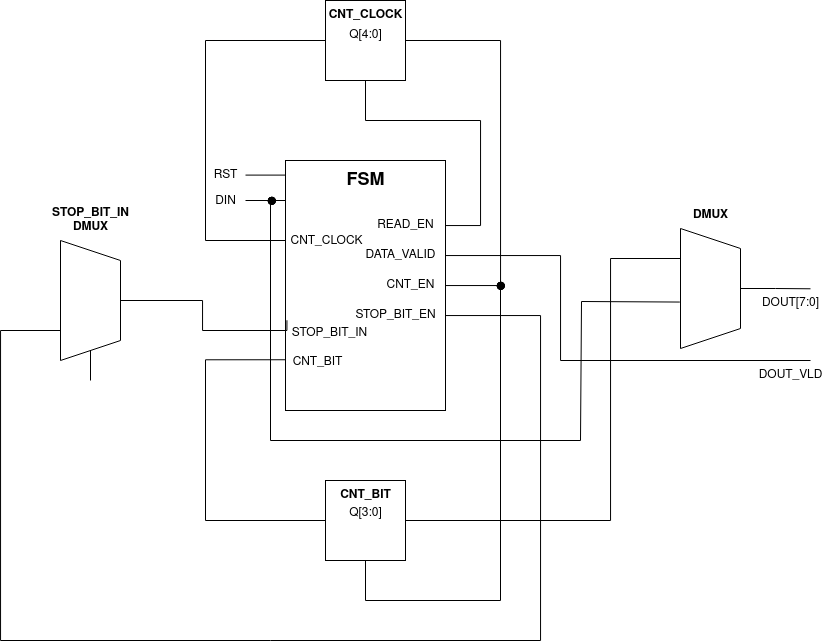 CNT_CLOCK
Q[4:0]
RST
FSM
DIN
STOP_BIT_IN
DMUX
DMUX
READ_EN
CNT_CLOCK
DATA_VALID
CNT_EN
DOUT[7:0]
STOP_BIT_EN
STOP_BIT_IN
CNT_BIT
DOUT_VLD
CNT_BIT
Q[3:0]